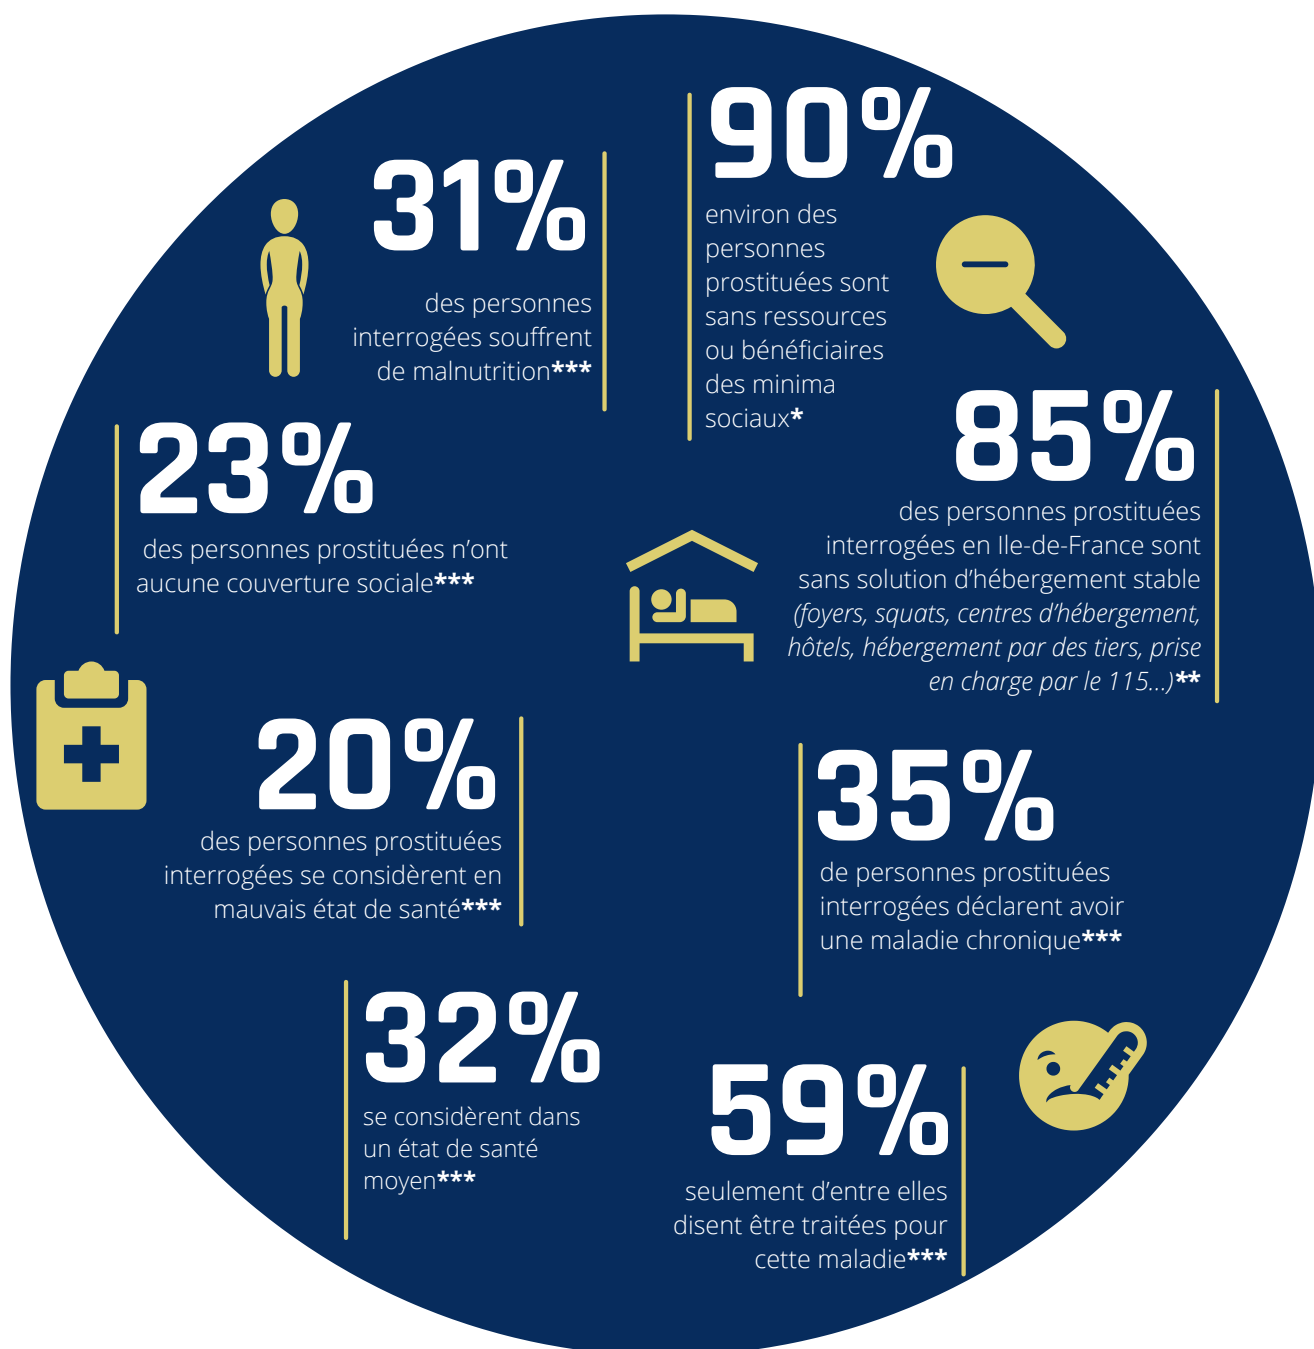 31%
des personnes
interrogées souffrent
de malnutrition***
90%
environ des
personnes
prostituées sont
sans ressources
ou bénéficiaires
des minima
sociaux*
23%
des personnes prostituées n’ont
aucune couverture sociale***
85%
des personnes prostituées
interrogées en Ile-de-France sont
sans solution d’hébergement stable
(foyers, squats, centres d’hébergement,
hôtels, hébergement par des tiers, prise
en charge par le 115...)**
20%
des personnes prostituées
interrogées se considèrent en
mauvais état de santé***
35%
de personnes prostituées
interrogées déclarent avoir
une maladie chronique***
32%
se considèrent dans
un état de santé
moyen***
59%
seulement d’entre elles
disent être traitées pour
cette maladie***